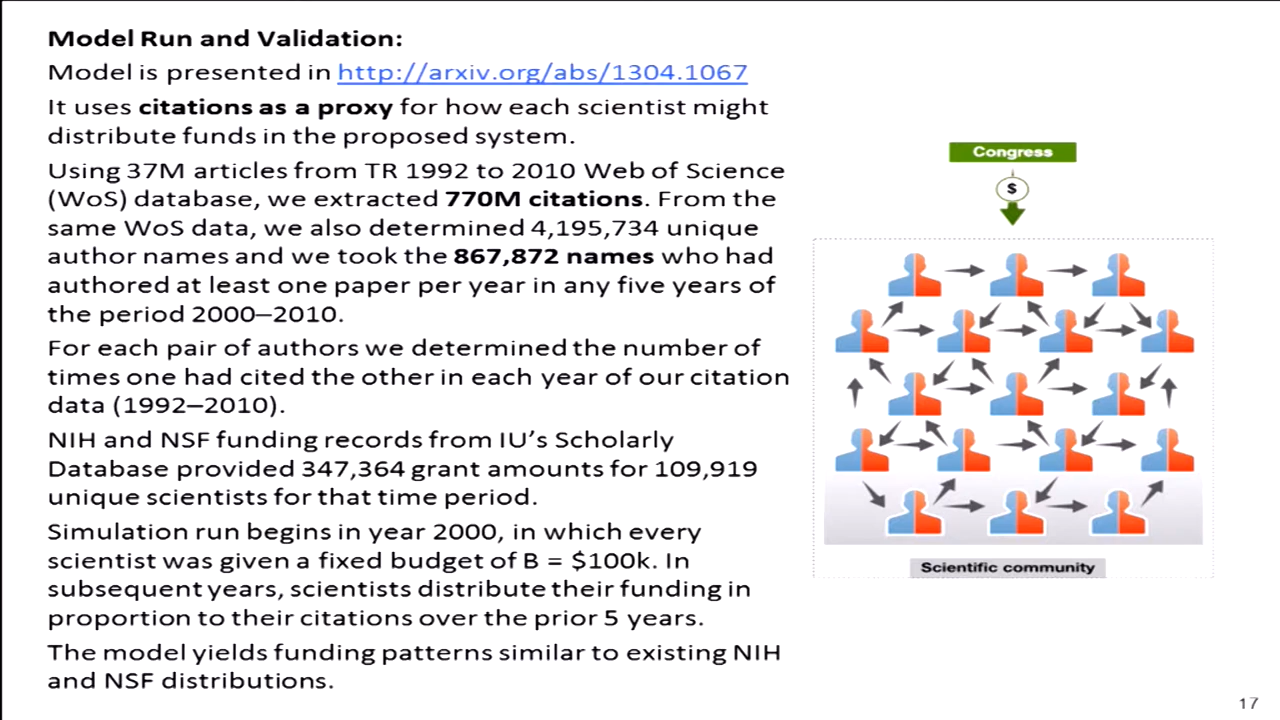 Model Run and Validation:
Model is presented in http://arxiv.org/abs/1304.1067
It uses citations as a proxy for how each scientist might
distribute funds in the proposed system.
Using 37M articles from TR 1992 to 2010 Web of Science
(WoS) database, we extracted 770M citations. From the
same WoS data, we also determined 4,195,734 unique
author names and we took the 867,872 names who had
authored at least one paper per year in any five years of
the period 2000–2010.
For each pair of authors we determined the number of
times one had cited the other in each year of our citation
data (1992–2010).
NIH and NSF funding records from IU’s Scholarly
Database provided 347,364 grant amounts for 109,919
unique scientists for that time period.
Simulation run begins in year 2000, in which every
scientist was given a fixed budget of B = $100k. In
subsequent years, scientists distribute their funding in
proportion to their citations over the prior 5 years.
The model yields funding patterns similar to existing NIH
and NSF distributions.
Congress
$
Scientific community
17